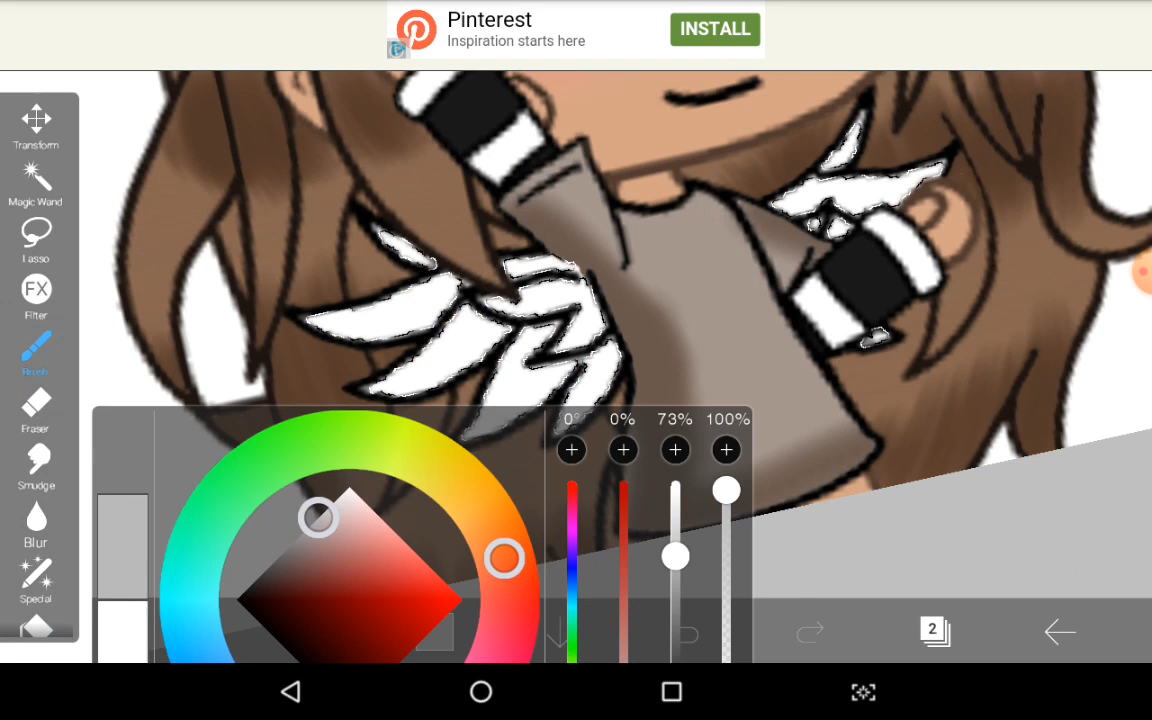 Pinterest
Inspiration starts here
INSTALL
Transform
Magic Wand
Lasso
FX
Filter
Brush
Eraser
Smudge
Blur
Special
0° 0% 73% 100%
2